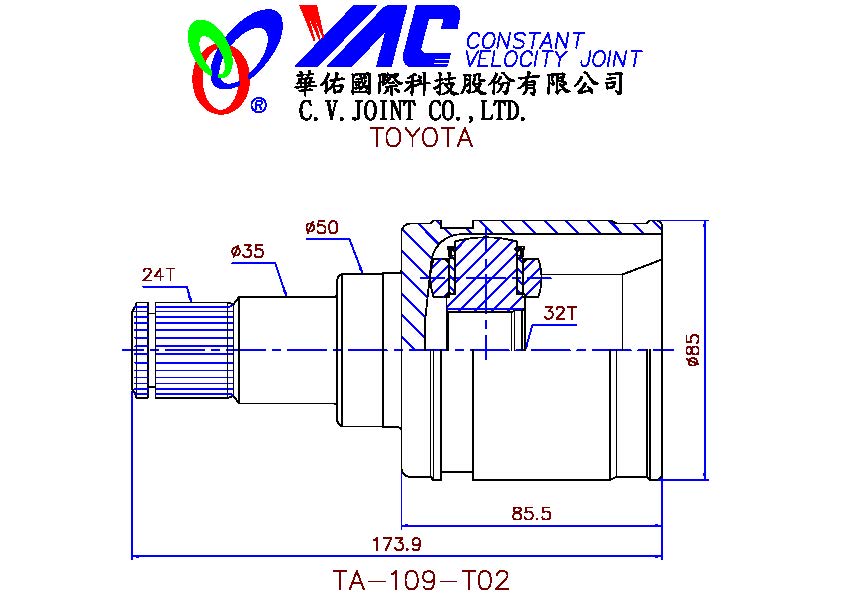 YAC CONSTANT
VELOCITY JOINT
華佑國際科技股份有限公司
®
C.V.JOINT CO.,LTD.
TOYOTA
ø50
ø35
24T
32T
ø85
85.5
173.9
TA-109-T02